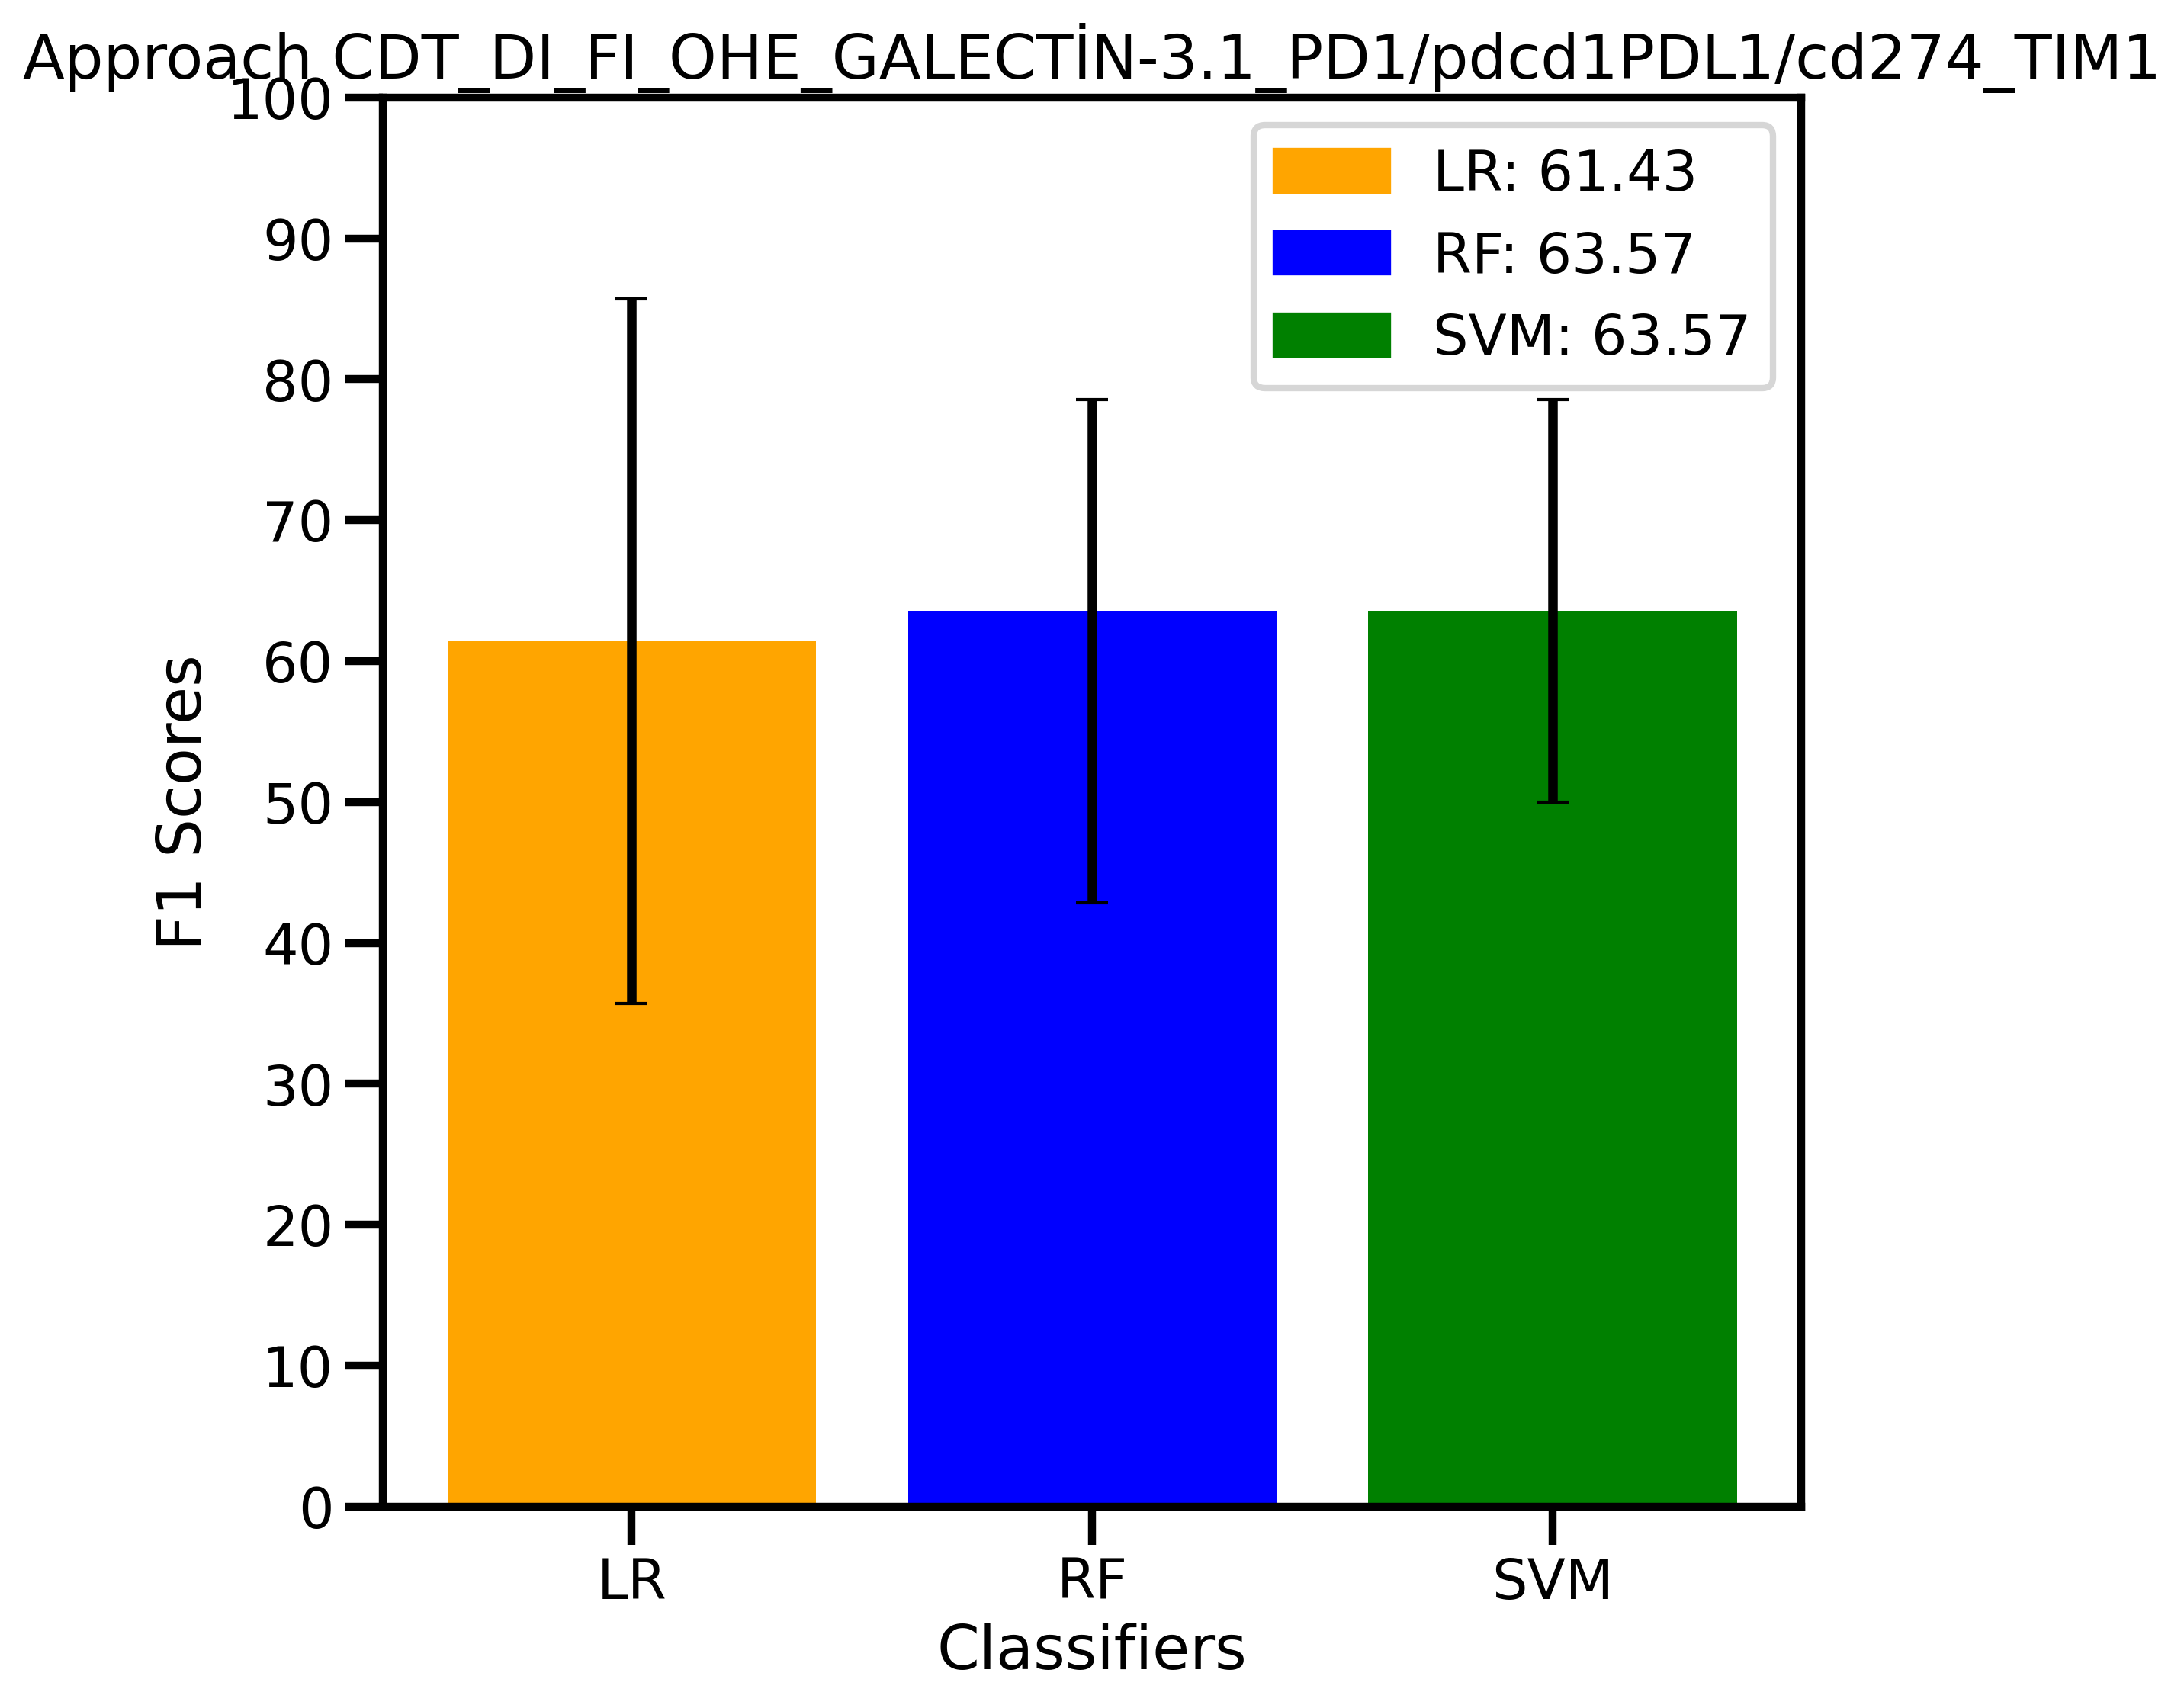 Approach CDT_DI_FI_OHE_GALECTİN-3.1_PD1/pdcd1PDL1/cd274_TIM1
LR: 61.43
RF: 63.57
SVM: 63.57
F1 Scores
100
90
80
70
60
50
40
30
20
10
0
LR
RF
SVM
Classifiers